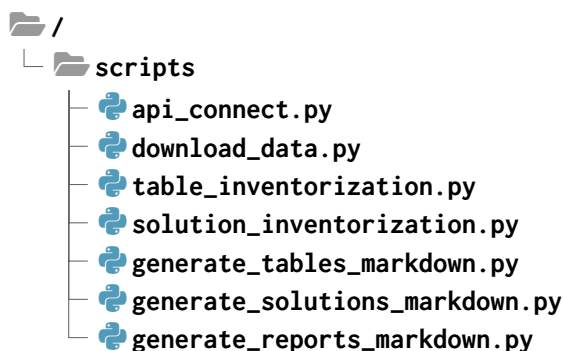 /
scripts
api_connect.py
download_data.py
table_inventorization.py
solution_inventorization.py
generate_tables_markdown.py
generate_solutions_markdown.py
generate_reports_markdown.py